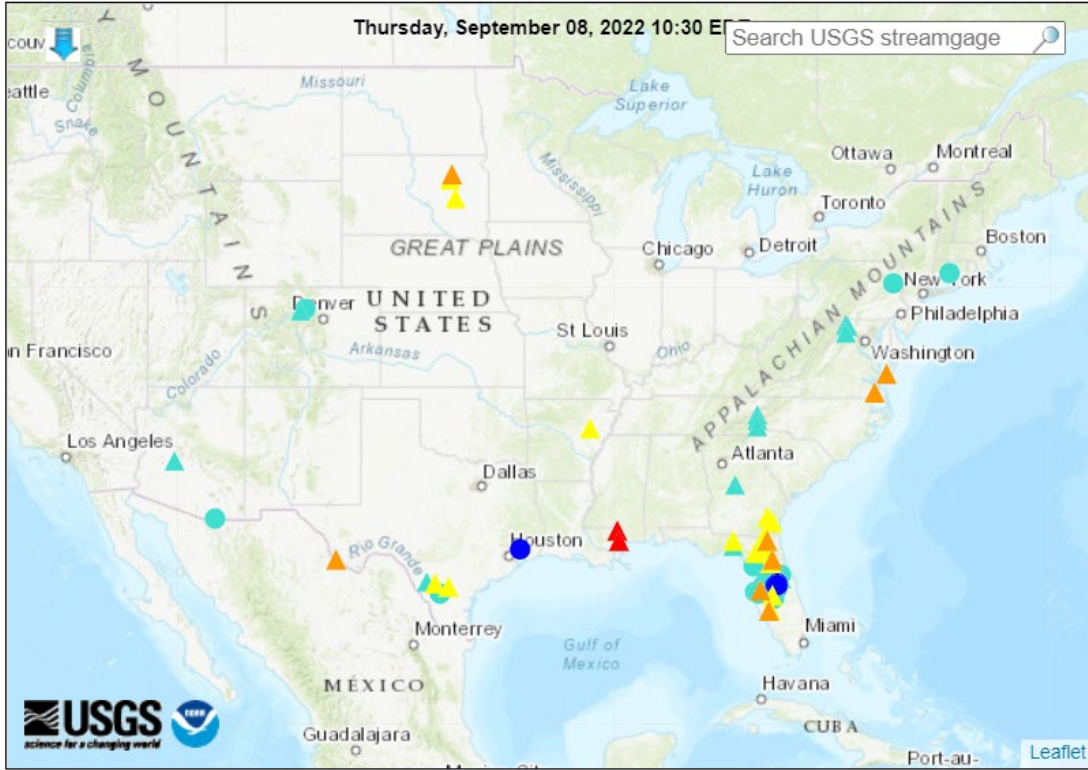 Thursday, September 08, 2022 10:30
Search USGS streamgage
couv
Columbia
eattle
Snake
MOUNTAINS
Missouri
Lake
Superior
Mississippi
Ottawa
Montreal
Lake
Huron
Toronto
Boston
GREAT PLAINS
Chicago
Detroit
New York
APPALACHIAN MOUNTAINS
Denver
UNITED
STATES
St Louis
Philadelphia
n Francisco
Colorado
Arkansas
Ohio
Washington
Los Angeles
Atlanta
Dallas
Houston
Rio Grande
Monterrey
Gulf of
Mexico
Miami
MÉXICO
Havana
CUBA
USGS
science for a changing world
Guadalajara
Port-au-
Leaflet